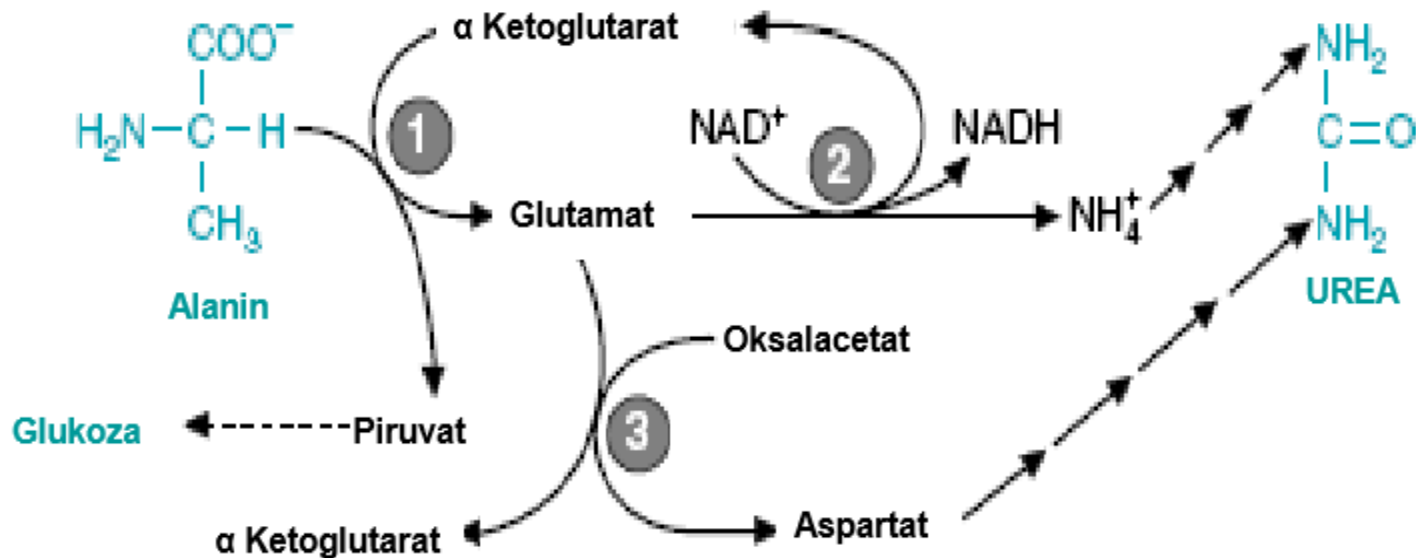 COO⁻
α Ketoglutarat
NH₂
H₂N–C–H
1
NAD⁺
2
NADH
C=O
CH₃
Glutamat
NH₄⁺
NH₂
Alanin
UREA
Oksalacetat
Glukoza
Piruvat
3
α Ketoglutarat
Aspartat